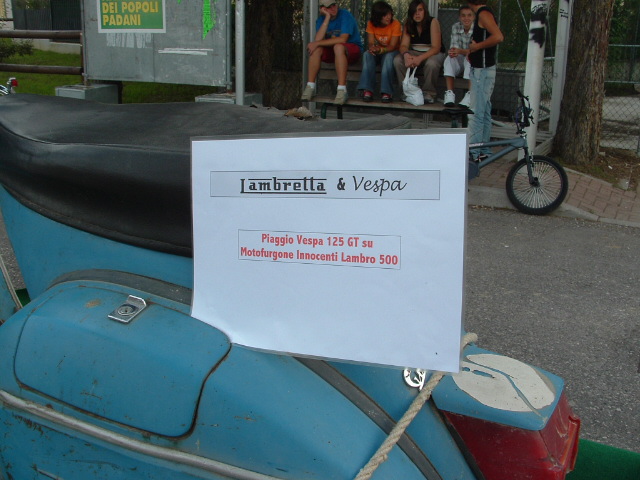 DEI POPOLI
PADANI
Lambretta & Vespa
Piaggio Vespa 125 GT su
Motofurgone Innocenti Lambro 500